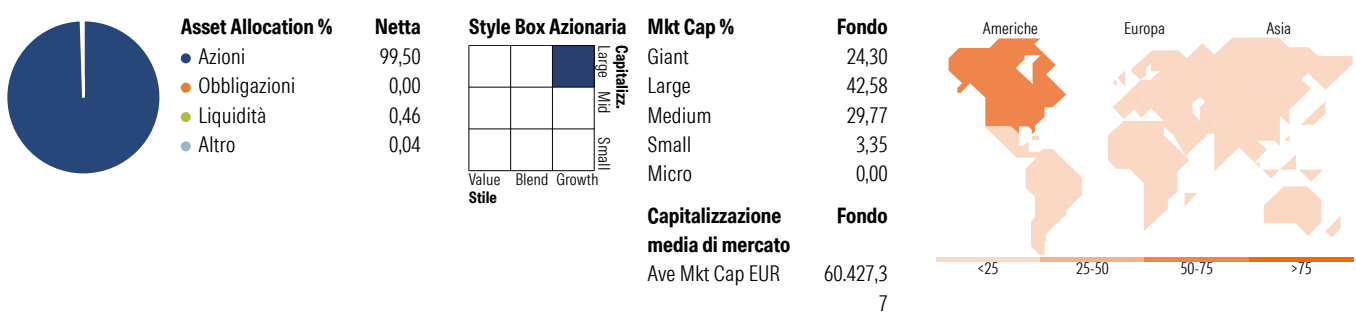 Asset Allocation % Netta
Azioni 99,50
Obbligazioni 0,00
Liquidità 0,46
Altro 0,04
Style Box Azionaria
Capitalizz.
Large Mid Small
Value Blend Growth
Stile
Mkt Cap % Fondo
Giant 24,30
Large 42,58
Medium 29,77
Small 3,35
Micro 0,00
Capitalizzazione Fondo
media di mercato
Ave Mkt Cap EUR 60.427,3
7
Americhe Europa Asia
<25 25-50 50-75 >75